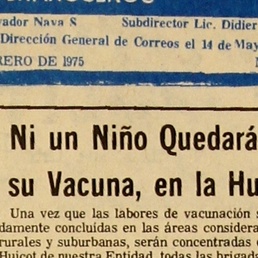 vador Nava S Subdirector Lic. Didier
Dirección General de Correos el 14 de May
RERO DE 1975
Ni un Niño Quedará
su Vacuna, en la Hu
Una vez que las labores de vacunación s
damente concluidas en las áreas considera
rurales y suburbanas, serán concentradas e
Huicot de nuestra Entidad, todas las brigad